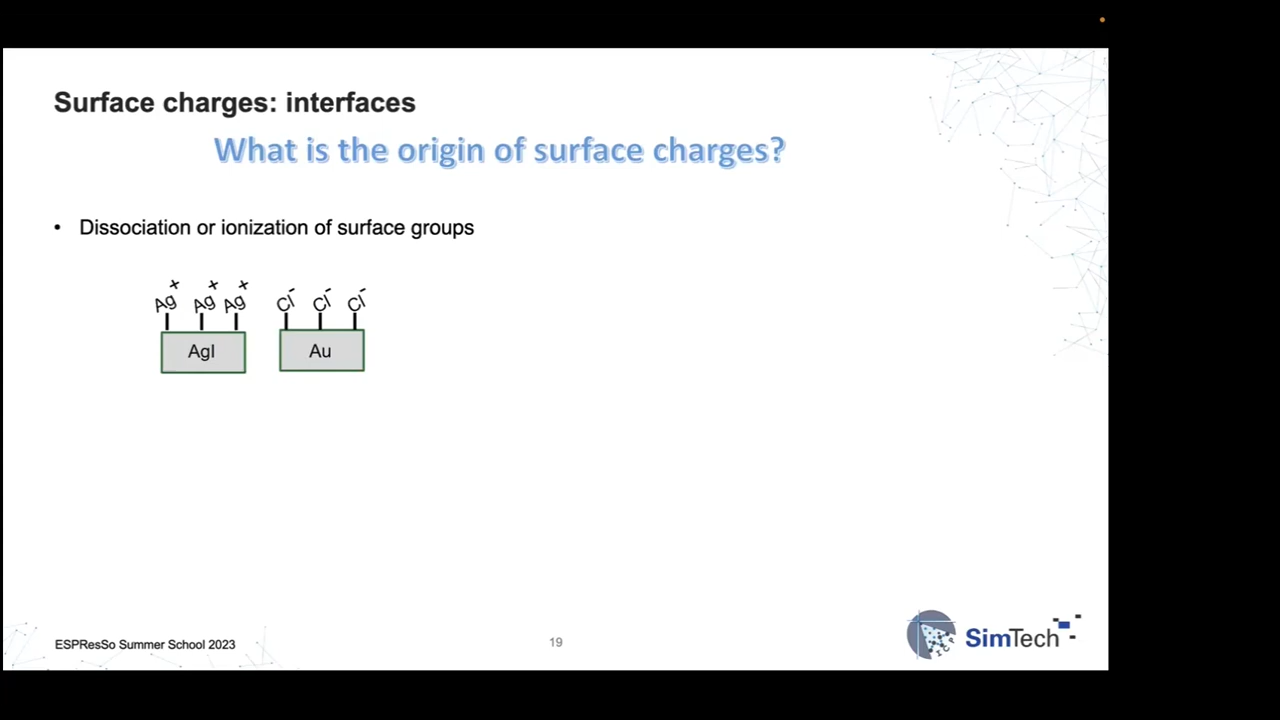 Surface charges: interfaces
What is the origin of surface charges?
• Dissociation or ionization of surface groups
Ag+ Ag+ Ag+ Cl- Cl- Cl-
AgI Au
ESPResSo Summer School 2023
19
SimTech